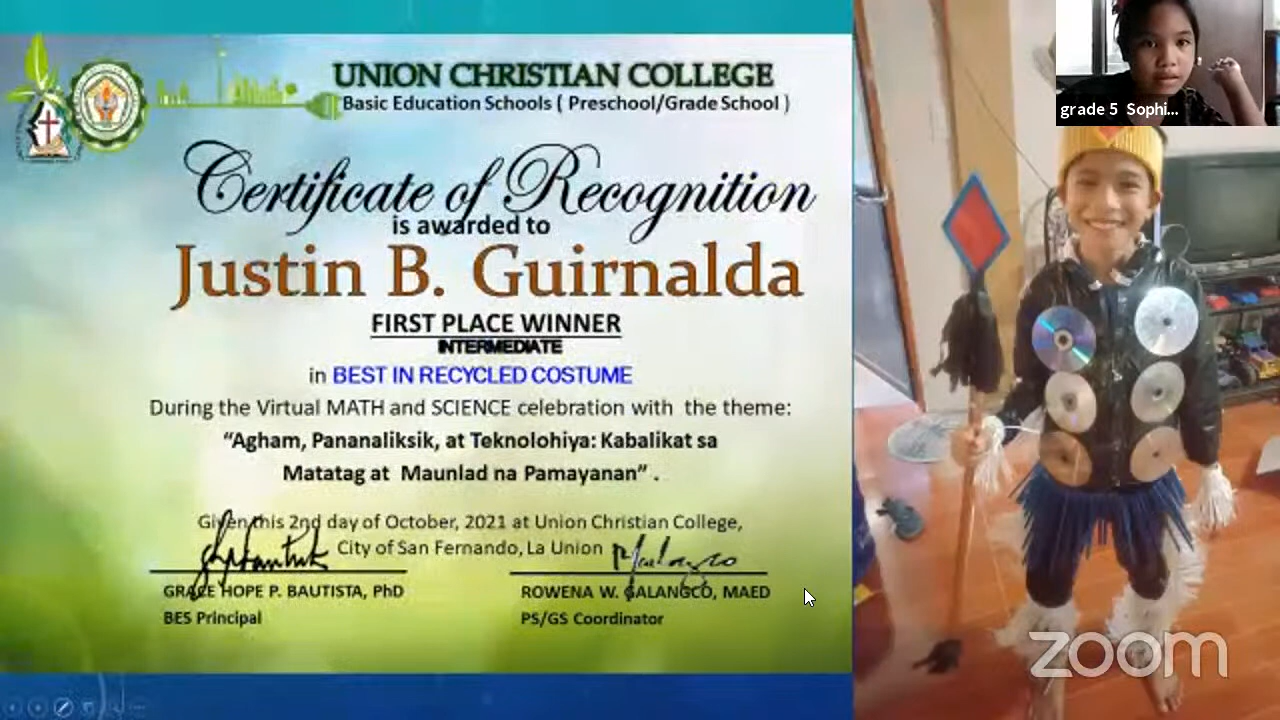 UNION CHRISTIAN COLLEGE
Basic Education Schools ( Preschool/Grade School )
Certificate of Recognition
is awarded to
Justin B. Guirnalda
FIRST PLACE WINNER
INTERMEDIATE
in BEST IN RECYCLED COSTUME
During the Virtual MATH and SCIENCE celebration with the theme:
“Agham, Pananaliksik, at Teknolohiya: Kabalikat sa
Matatag at Maunlad na Pamayanan” .
Given this 2nd day of October, 2021 at Union Christian College,
City of San Fernando, La Union
GRACE HOPE P. BAUTISTA, PhD
BES Principal
ROWENA W. GALANGCO, MAED
PS/GS Coordinator
grade 5 Sophi...
zoom